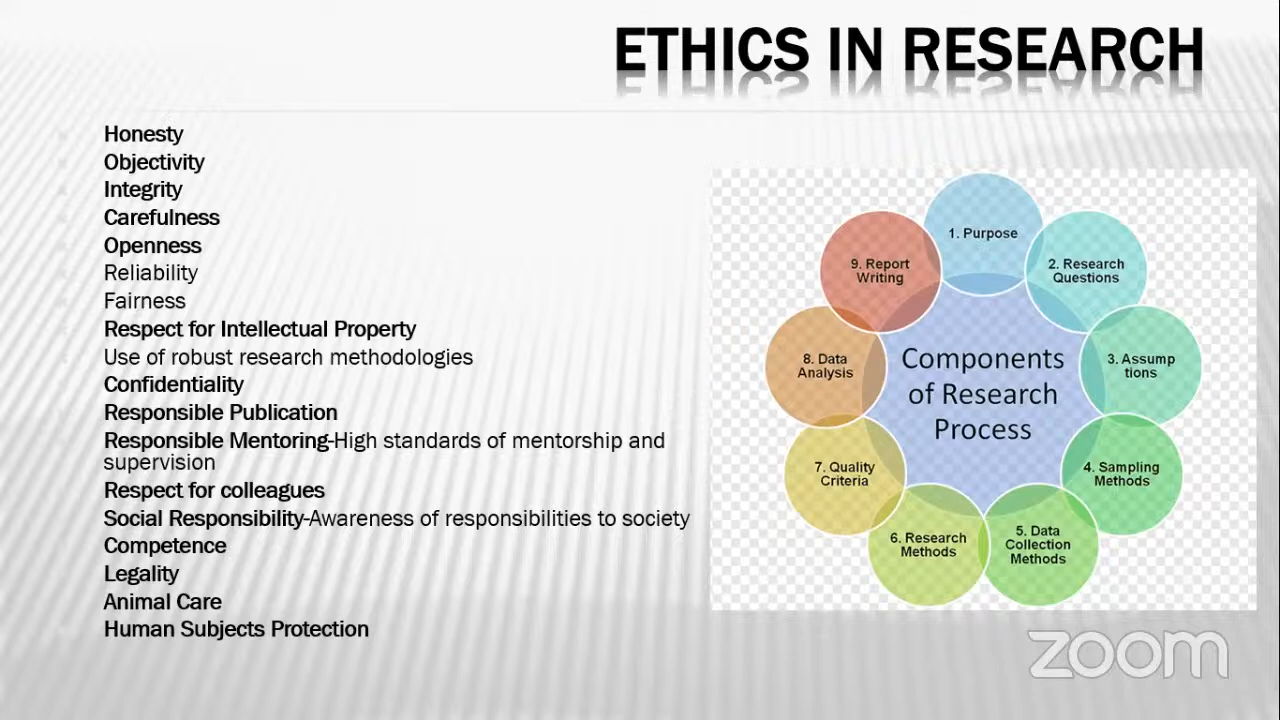 ETHICS IN RESEARCH
Honesty
Objectivity
Integrity
Carefulness
Openness
Reliability
Fairness
Respect for Intellectual Property
Use of robust research methodologies
Confidentiality
Responsible Publication
Responsible Mentoring-High standards of mentorship and
supervision
Respect for colleagues
Social Responsibility-Awareness of responsibilities to society
Competence
Legality
Animal Care
Human Subjects Protection
1. Purpose
2. Research
Questions
3. Assump
tions
4. Sampling
Methods
5. Data
Collection
Methods
6. Research
Methods
7. Quality
Criteria
8. Data
Analysis
9. Report
Writing
Components
of Research
Process
zoom